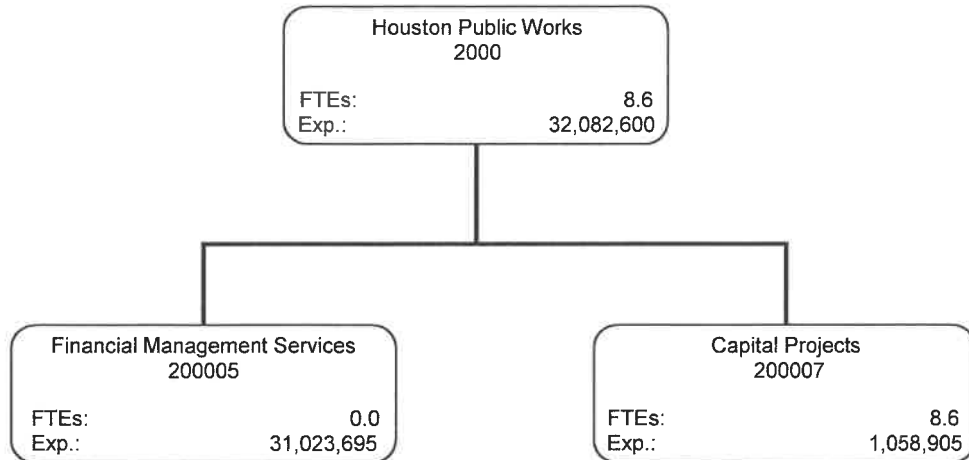 Houston Public Works
2000
FTEs: 8.6
Exp.: 32,082,600
Financial Management Services
200005
FTEs: 0.0
Exp.: 31,023,695
Capital Projects
200007
FTEs: 8.6
Exp.: 1,058,905